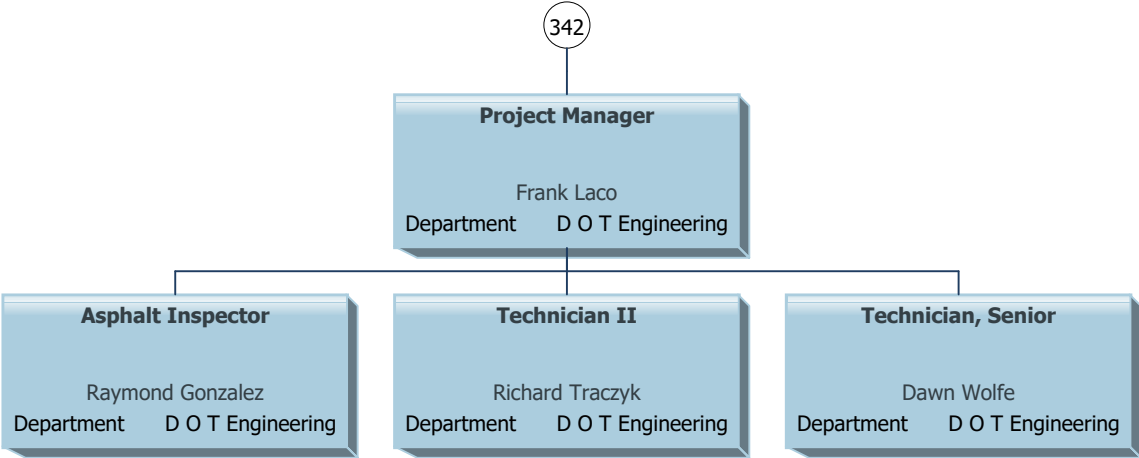 342
Project Manager
Frank Laco
Department D O T Engineering
Asphalt Inspector
Raymond Gonzalez
Department D O T Engineering
Technician II
Richard Traczyk
Department D O T Engineering
Technician, Senior
Dawn Wolfe
Department D O T Engineering